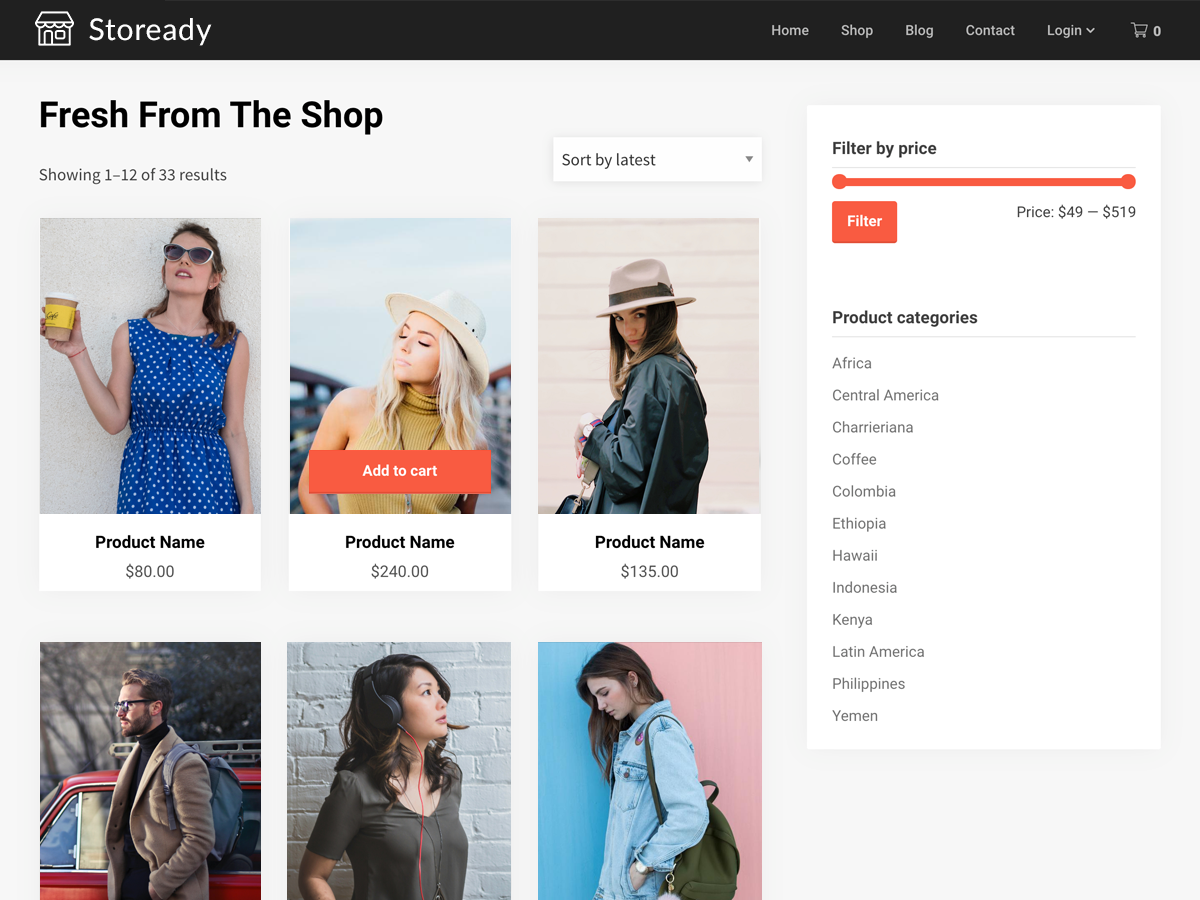 Stoready
Home
Shop
Blog
Contact
Login
0
Fresh From The Shop
Showing 1–12 of 33 results
Sort by latest
Add to cart
Product Name
$80.00
Product Name
$240.00
Product Name
$135.00
Filter by price
Filter
Price: $49 — $519
Product categories
Africa
Central America
Charrieriana
Coffee
Colombia
Ethiopia
Hawaii
Indonesia
Kenya
Latin America
Philippines
Yemen